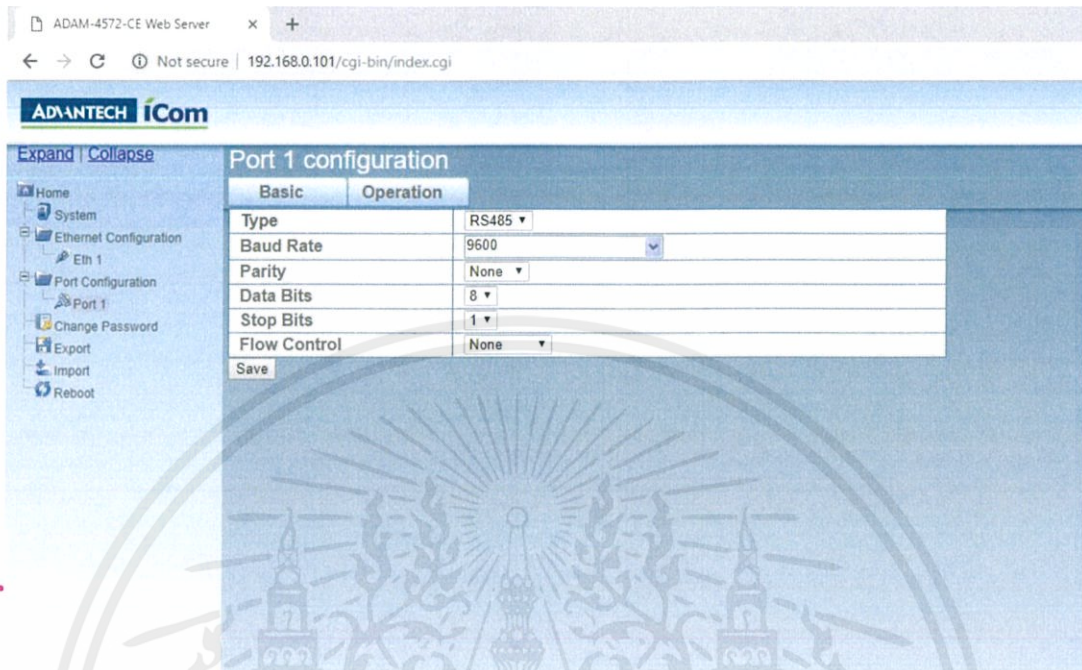 ADAM-4572-CE Web Server
Not secure | 192.168.0.101/cgi-bin/index.cgi
ADVANTECH iCom
Expand | Collapse
Port 1 configuration
Basic Operation
Home
System
Ethernet Configuration
Eth 1
Port Configuration
Port 1
Change Password
Export
Import
Reboot
Type RS485
Baud Rate 9600
Parity None
Data Bits 8
Stop Bits 1
Flow Control None
Save